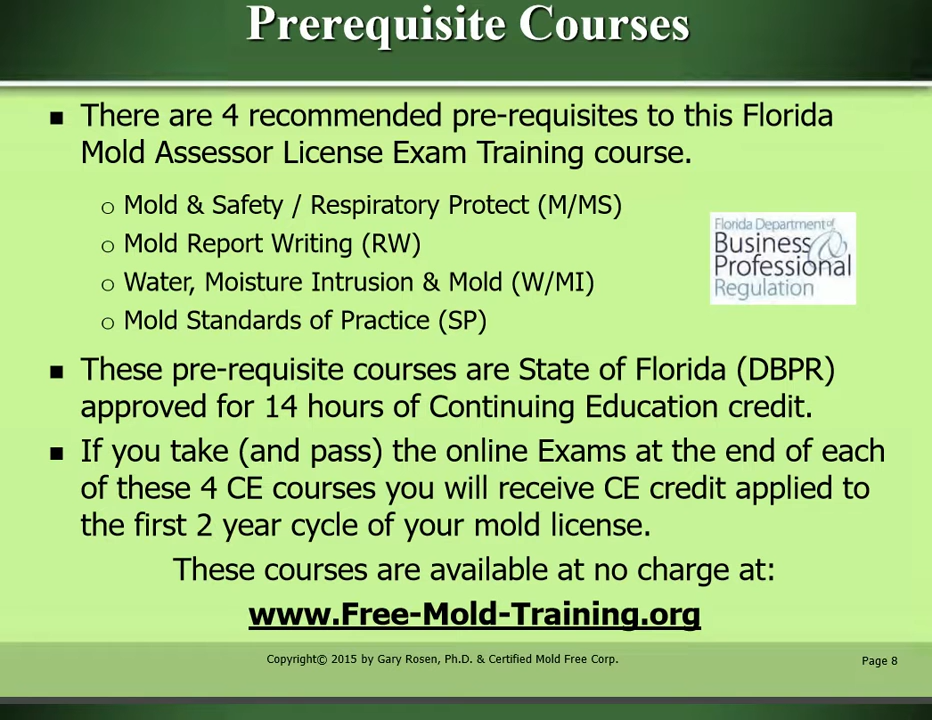 Prerequisite Courses
■ There are 4 recommended pre-requisites to this Florida
Mold Assessor License Exam Training course.
o Mold & Safety / Respiratory Protect (M/MS)
o Mold Report Writing (RW)
o Water, Moisture Intrusion & Mold (W/MI)
o Mold Standards of Practice (SP)
Florida Department of
Business &
Professional
Regulation
■ These pre-requisite courses are State of Florida (DBPR)
approved for 14 hours of Continuing Education credit.
■ If you take (and pass) the online Exams at the end of each
of these 4 CE courses you will receive CE credit applied to
the first 2 year cycle of your mold license.
These courses are available at no charge at:
www.Free-Mold-Training.org
Copyright© 2015 by Gary Rosen, Ph.D. & Certified Mold Free Corp.
Page 8